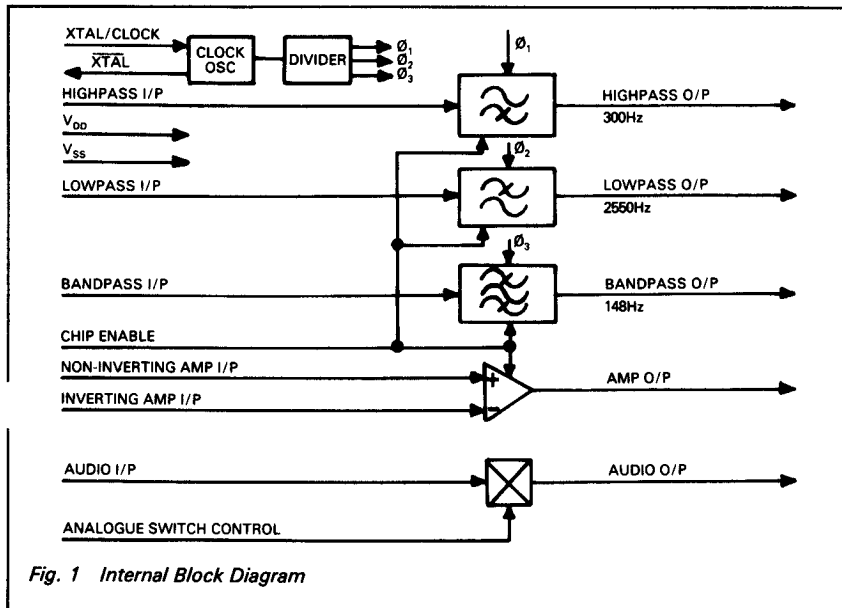 XTAL/CLOCK
XTAL
CLOCK
OSC
DIVIDER
Ø1
Ø2
Ø3
Ø1
HIGHPASS I/P
HIGHPASS O/P
300Hz
VDD
VSS
Ø2
LOWPASS I/P
LOWPASS O/P
2550Hz
Ø3
BANDPASS I/P
BANDPASS O/P
148Hz
CHIP ENABLE
NON-INVERTING AMP I/P
+
AMP O/P
INVERTING AMP I/P
−
AUDIO I/P
AUDIO O/P
ANALOGUE SWITCH CONTROL
Fig. 1 Internal Block Diagram